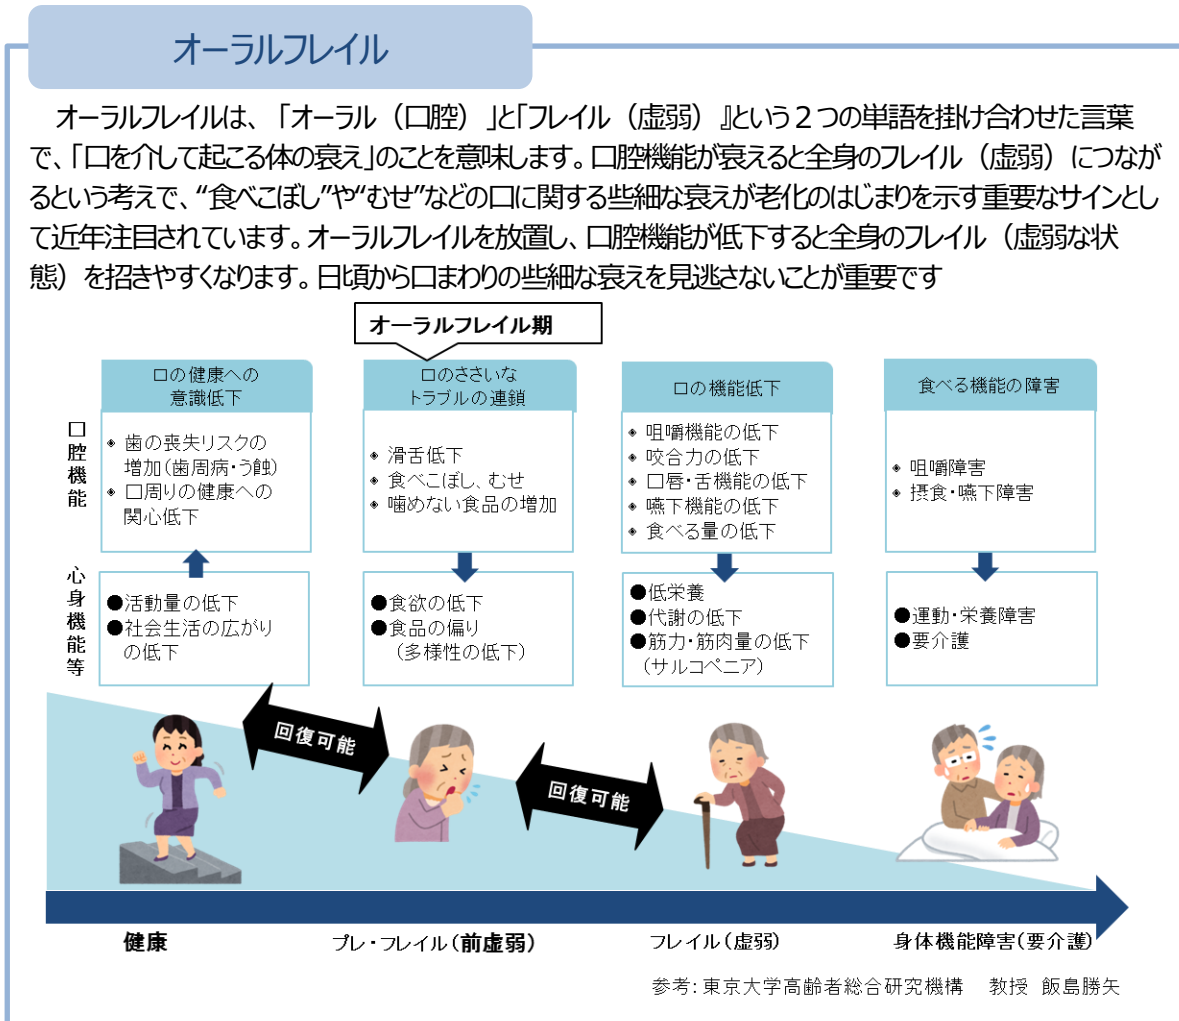 オーラルフレイル
オーラルフレイルは、「オーラル（口腔）」と「フレイル（虚弱）』という２つの単語を掛け合わせた言葉
で、「口を介して起こる体の衰え」のことを意味します。口腔機能が衰えると全身のフレイル（虚弱）につなが
るという考えで、“食べこぼし”や“むせ”などの口に関する些細な衰えが老化のはじまりを示す重要なサインとし
て近年注目されています。オーラルフレイルを放置し、口腔機能が低下すると全身のフレイル（虚弱な状
態）を招きやすくなります。日頃から口まわりの些細な衰えを見逃さないことが重要です
オーラルフレイル期
口腔機能
口の健康への
意識低下
歯の喪失リスクの
増加(歯周病・う蝕)
口周りの健康への
関心低下
口のささいな
トラブルの連鎖
滑舌低下
食べこぼし、むせ
噛めない食品の増加
口の機能低下
咀嚼機能の低下
咬合力の低下
口唇・舌機能の低下
嚥下機能の低下
食べる量の低下
食べる機能の障害
咀嚼障害
摂食・嚥下障害
心身機能等
●活動量の低下
●社会生活の広がり
の低下
●食欲の低下
●食品の偏り
(多様性の低下)
●低栄養
●代謝の低下
●筋力・筋肉量の低下
(サルコペニア)
●運動・栄養障害
●要介護
回復可能
回復可能
健康
プレ・フレイル(前虚弱)
フレイル(虚弱)
身体機能障害(要介護)
参考:東京大学高齢者総合研究機構　教授 飯島勝矢